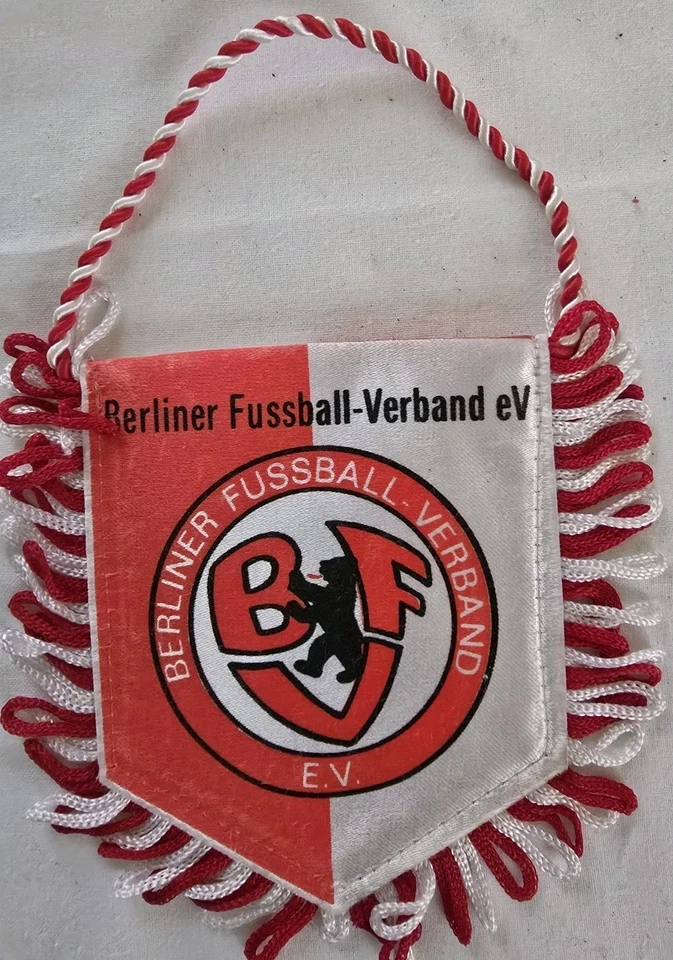 Berliner Fussball-Verband eV
BERLINER FUSSBALL-VERBAND
BFV
E.V.